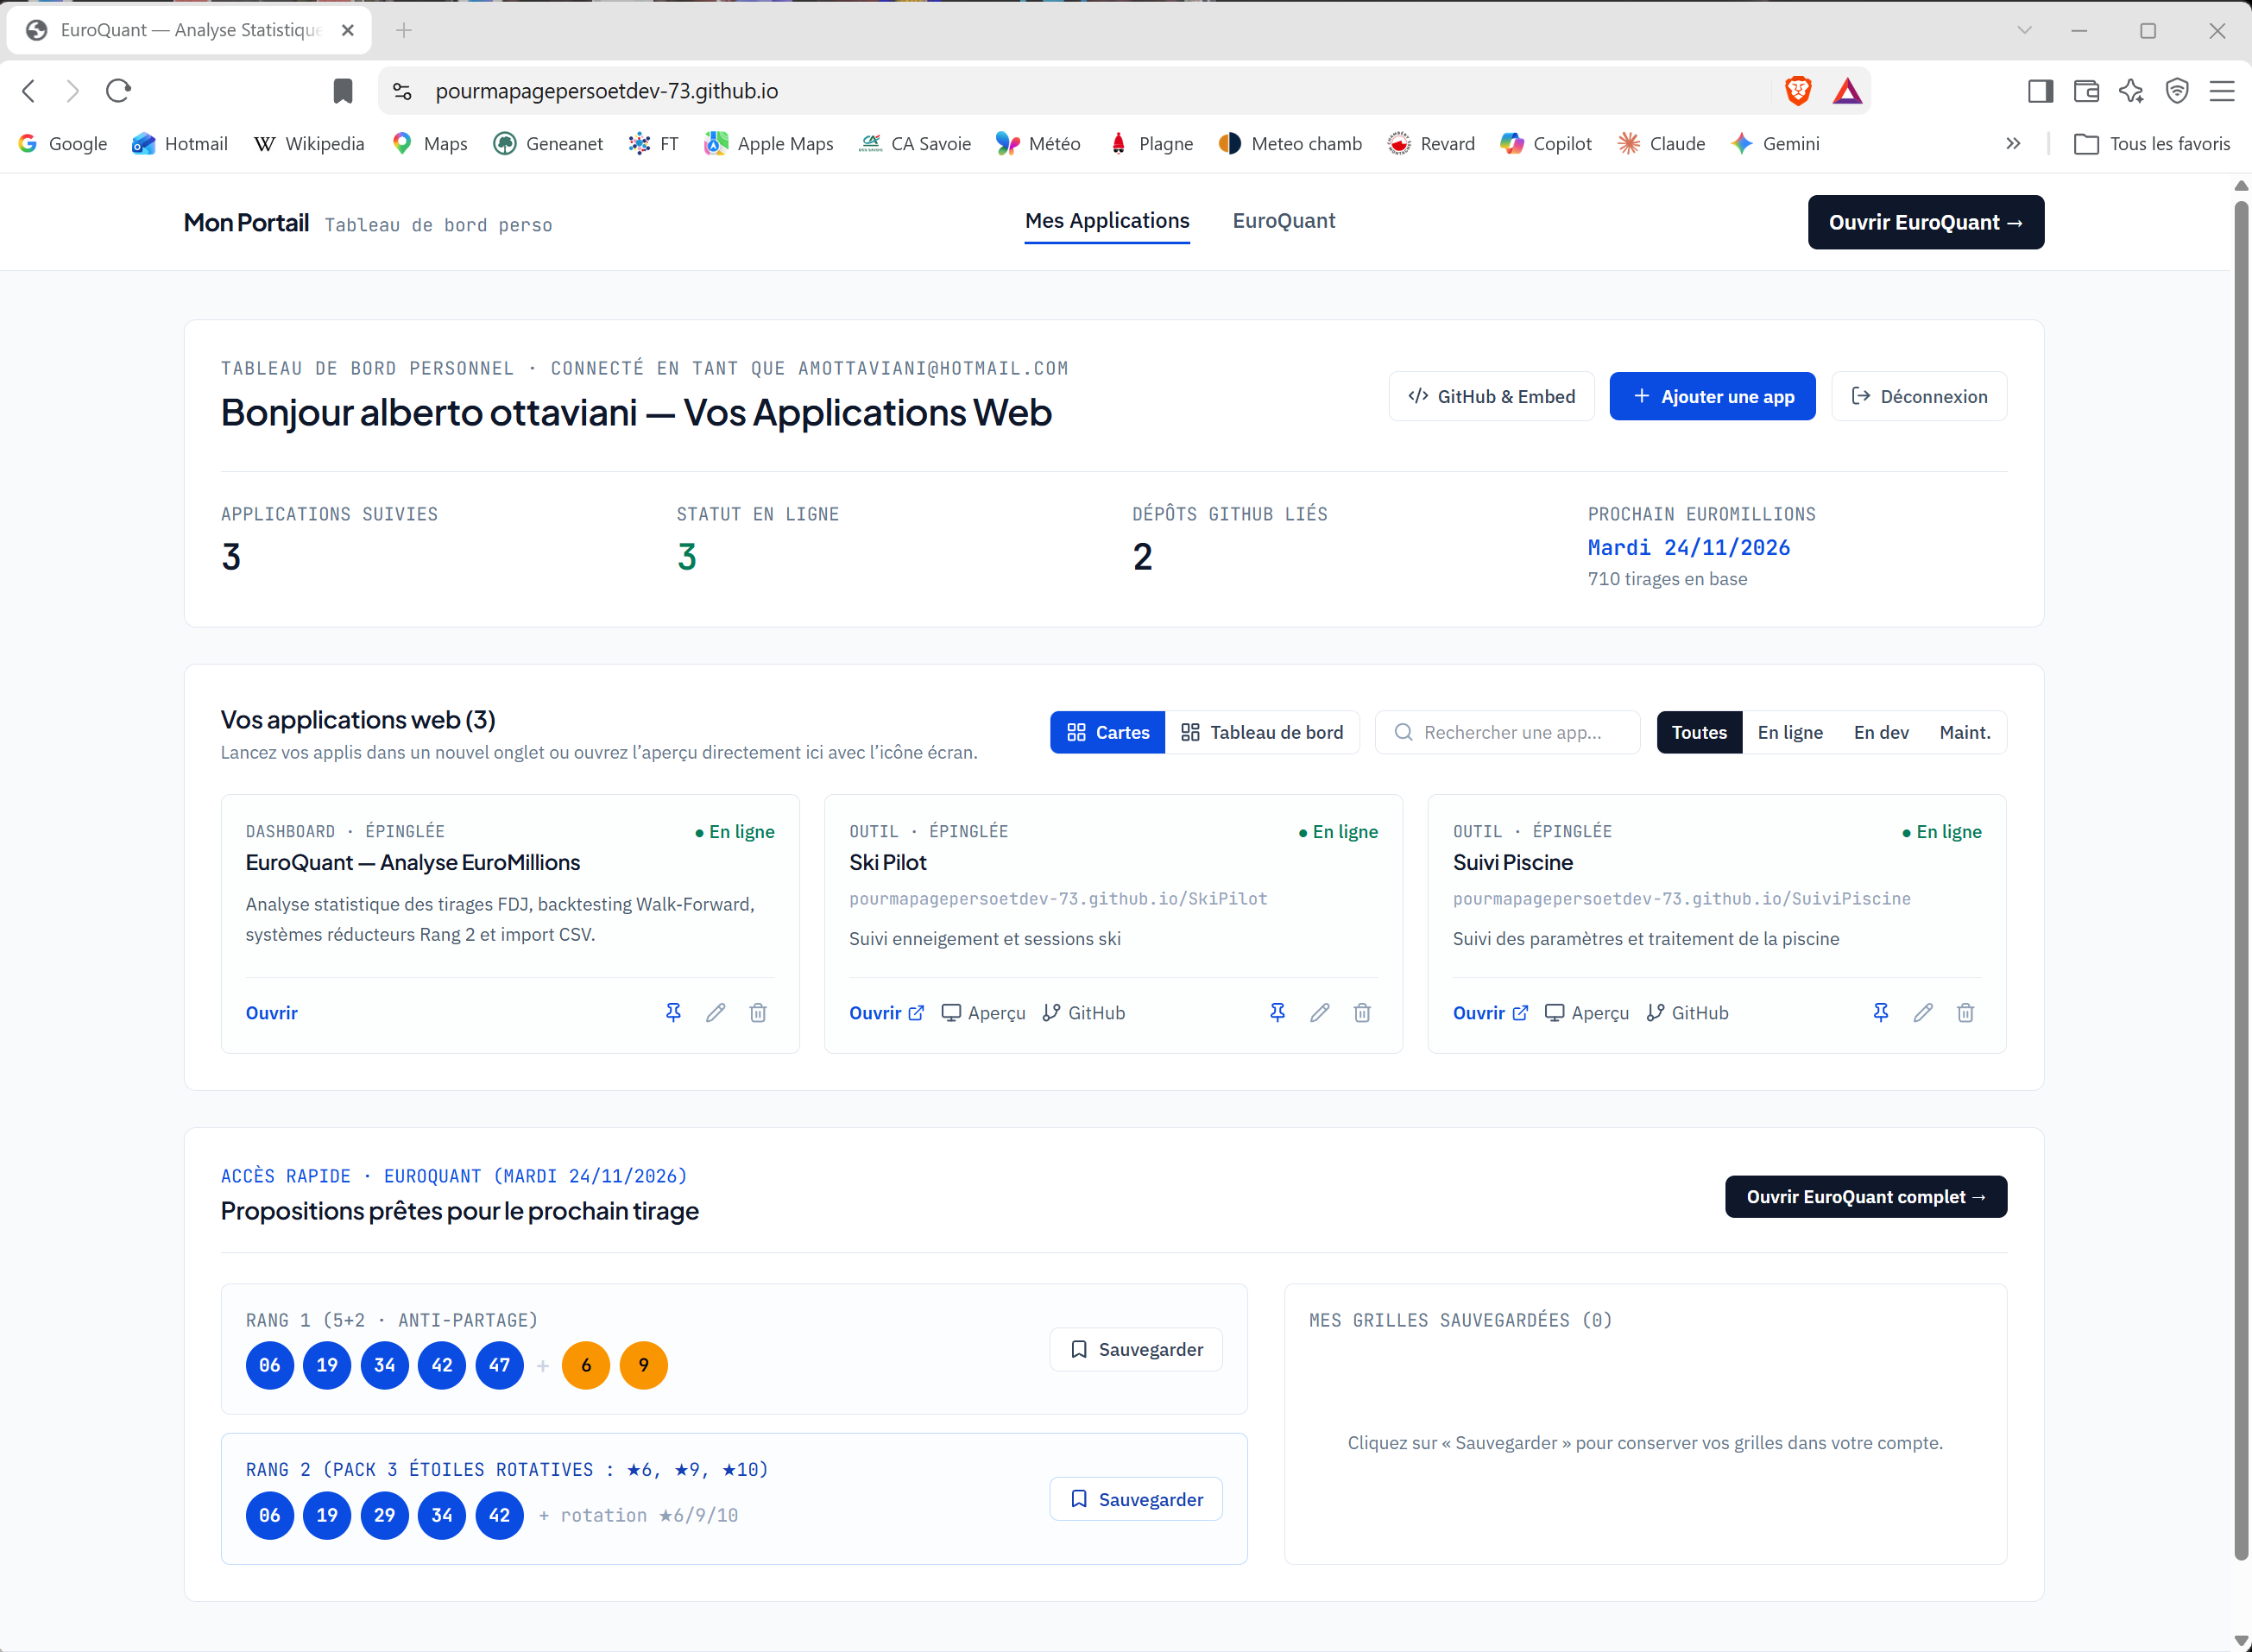 EuroQuant — Analyse Statistique
pourmapagepersoetdev-73.github.io
Google Hotmail Wikipedia Maps Geneanet FT Apple Maps CA Savoie Météo Plagne Meteo chamb Revard Copilot Claude Gemini » Tous les favoris
Mon Portail Tableau de bord perso Mes Applications EuroQuant Ouvrir EuroQuant →
TABLEAU DE BORD PERSONNEL · CONNECTÉ EN TANT QUE AMOTTAVIANI@HOTMAIL.COM
Bonjour alberto ottaviani — Vos Applications Web
GitHub & Embed + Ajouter une app Déconnexion
APPLICATIONS SUIVIES
3
STATUT EN LIGNE
3
DÉPÔTS GITHUB LIÉS
2
PROCHAIN EUROMILLIONS
Mardi 24/11/2026
710 tirages en base
Vos applications web (3)
Lancez vos applis dans un nouvel onglet ou ouvrez l’aperçu directement ici avec l’icône écran.
Cartes Tableau de bord Rechercher une app... Toutes En ligne En dev Maint.
DASHBOARD · ÉPINGLÉE • En ligne
EuroQuant — Analyse EuroMillions
Analyse statistique des tirages FDJ, backtesting Walk-Forward,
systèmes réducteurs Rang 2 et import CSV.
Ouvrir
OUTIL · ÉPINGLÉE • En ligne
Ski Pilot
pourmapagepersoetdev-73.github.io/SkiPilot
Suivi enneigement et sessions ski
Ouvrir Aperçu GitHub
OUTIL · ÉPINGLÉE • En ligne
Suivi Piscine
pourmapagepersoetdev-73.github.io/SuiviPiscine
Suivi des paramètres et traitement de la piscine
Ouvrir Aperçu GitHub
ACCÈS RAPIDE · EUROQUANT (MARDI 24/11/2026)
Propositions prêtes pour le prochain tirage
Ouvrir EuroQuant complet →
RANG 1 (5+2 · ANTI-PARTAGE)
06 19 34 42 47 + 6 9
Sauvegarder
RANG 2 (PACK 3 ÉTOILES ROTATIVES : ★6, ★9, ★10)
06 19 29 34 42 + rotation ★6/9/10
Sauvegarder
MES GRILLES SAUVEGARDÉES (0)
Cliquez sur « Sauvegarder » pour conserver vos grilles dans votre compte.